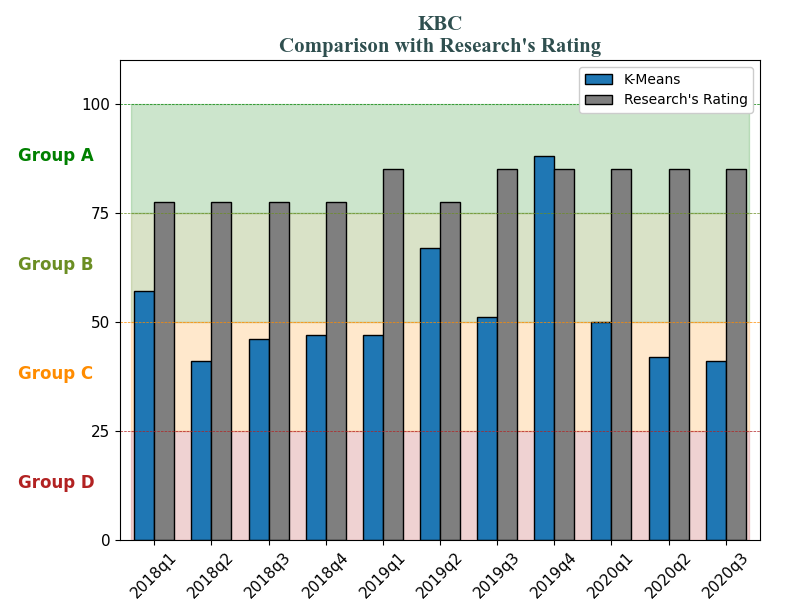 KBC
Comparison with Research's Rating
K-Means
Research's Rating
100
Group A
75
Group B
50
Group C
25
Group D
0
2018q1 2018q2 2018q3 2018q4 2019q1 2019q2 2019q3 2019q4 2020q1 2020q2 2020q3